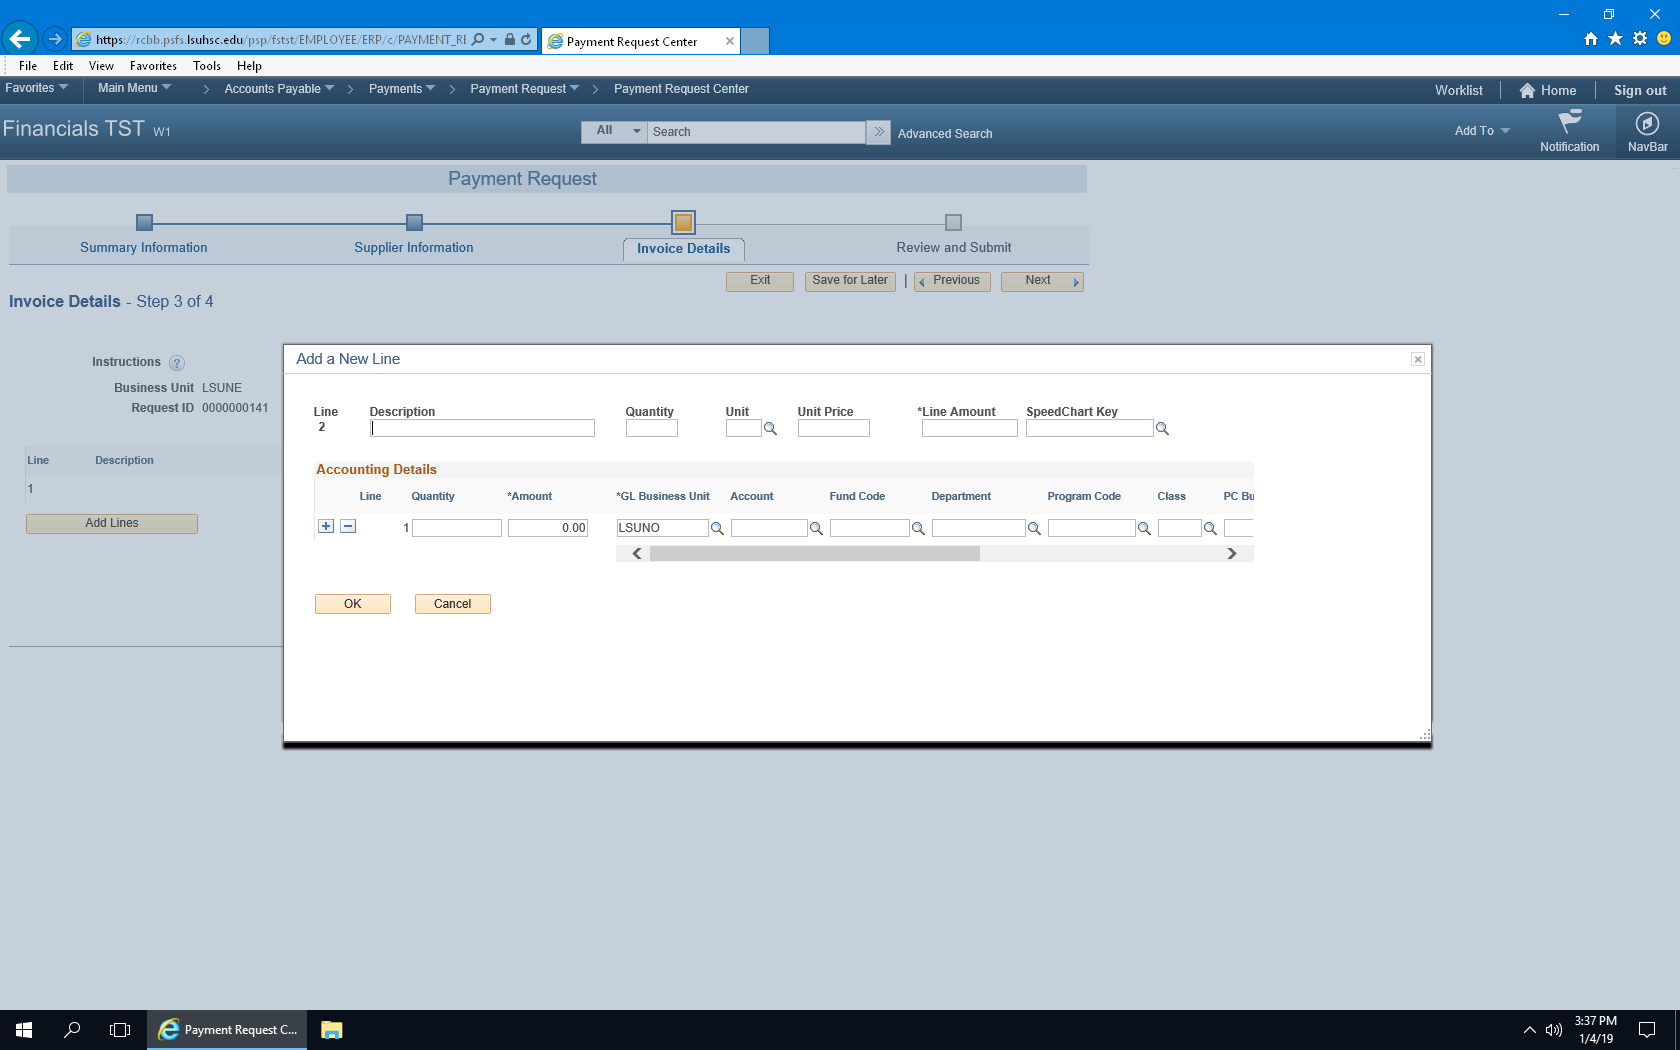 https://rcbb.psfs.lsuhsc.edu/psp/fstst/EMPLOYEE/ERP/c/PAYMENT_RE
Payment Request Center
File Edit View Favorites Tools Help
Favorites Main Menu > Accounts Payable > Payments > Payment Request > Payment Request Center
Worklist Home Sign out
Financials TST W1
All Search Advanced Search
Add To Notification NavBar
Payment Request
Summary Information Supplier Information Invoice Details Review and Submit
Exit Save for Later | Previous Next
Invoice Details - Step 3 of 4
Instructions ?
Business Unit LSUNE
Request ID 0000000141
Line Description
1
Add Lines
Add a New Line
Line Description Quantity Unit Unit Price *Line Amount SpeedChart Key
2
Accounting Details
Line Quantity *Amount *GL Business Unit Account Fund Code Department Program Code Class PC Bu
1 0.00 LSUNO
OK Cancel
Payment Request C...
3:37 PM
1/4/19